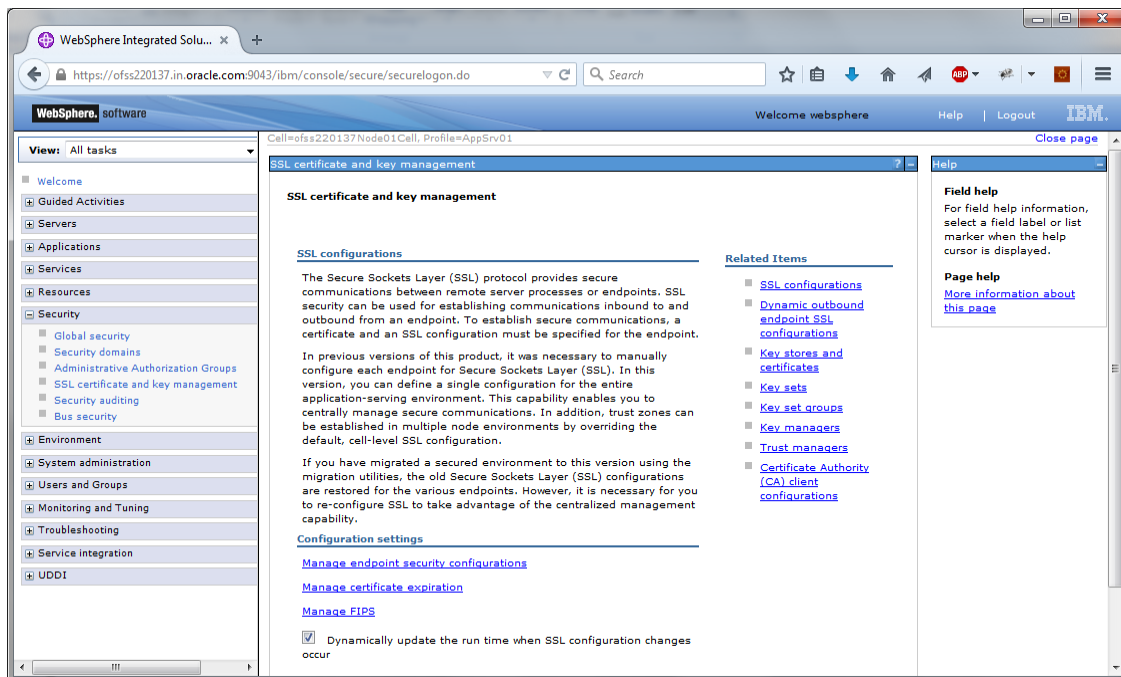 WebSphere Integrated Solu... × +
https://ofss220137.in.oracle.com:9043/ibm/console/secure/securelogon.do
Search
ABP
WebSphere. software
Welcome websphere
Help | Logout
IBM.
View: All tasks
Welcome
Guided Activities
Servers
Applications
Services
Resources
Security
Global security
Security domains
Administrative Authorization Groups
SSL certificate and key management
Security auditing
Bus security
Environment
System administration
Users and Groups
Monitoring and Tuning
Troubleshooting
Service integration
UDDI
Cell=ofss220137Node01Cell, Profile=AppSrv01
Close page
SSL certificate and key management
? -
SSL certificate and key management
SSL configurations
The Secure Sockets Layer (SSL) protocol provides secure
communications between remote server processes or endpoints. SSL
security can be used for establishing communications inbound to and
outbound from an endpoint. To establish secure communications, a
certificate and an SSL configuration must be specified for the endpoint.
In previous versions of this product, it was necessary to manually
configure each endpoint for Secure Sockets Layer (SSL). In this
version, you can define a single configuration for the entire
application-serving environment. This capability enables you to
centrally manage secure communications. In addition, trust zones can
be established in multiple node environments by overriding the
default, cell-level SSL configuration.
If you have migrated a secured environment to this version using the
migration utilities, the old Secure Sockets Layer (SSL) configurations
are restored for the various endpoints. However, it is necessary for you
to re-configure SSL to take advantage of the centralized management
capability.
Configuration settings
Manage endpoint security configurations
Manage certificate expiration
Manage FIPS
Dynamically update the run time when SSL configuration changes
occur
Related Items
SSL configurations
Dynamic outbound
endpoint SSL
configurations
Key stores and
certificates
Key sets
Key set groups
Key managers
Trust managers
Certificate Authority
(CA) client
configurations
Help
Field help
For field help information,
select a field label or list
marker when the help
cursor is displayed.
Page help
More information about
this page